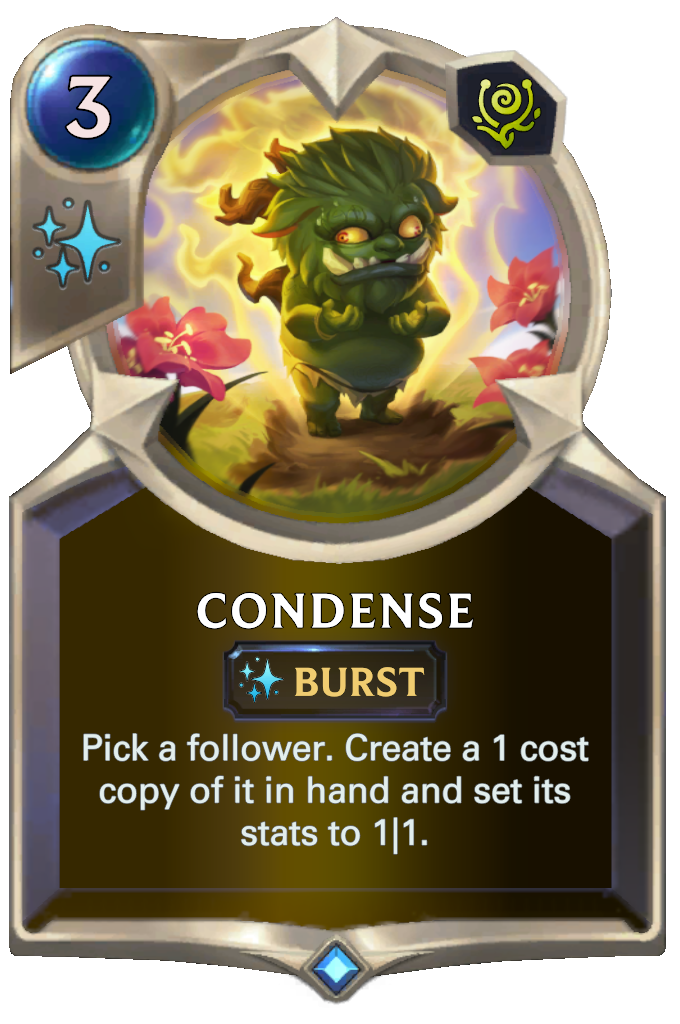 3
CONDENSE
BURST
Pick a follower. Create a 1 cost
copy of it in hand and set its
stats to 1|1.